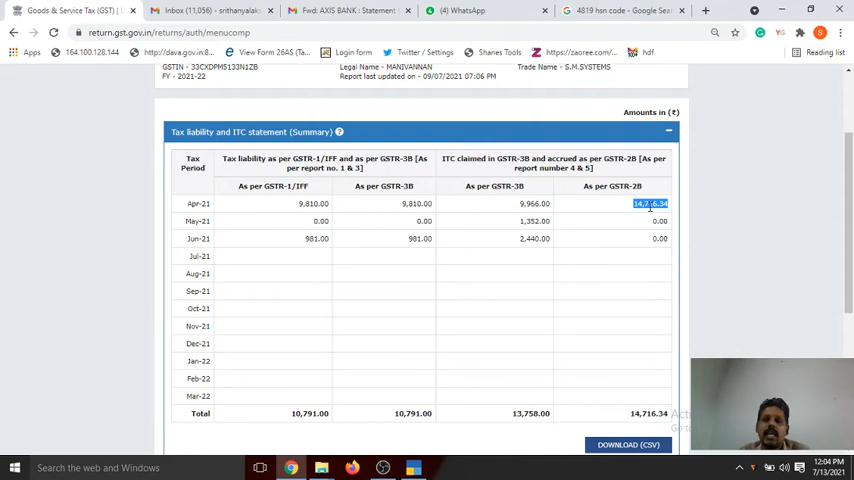 Goods & Service Tax (GST) |
Inbox (11,056) - srithanyalaks
Fwd: AXIS BANK : Statement
(4) WhatsApp
4819 hsn code - Google Sea
return.gst.gov.in/returns/auth/menucomp
Apps
164.100.128.144
http://dava.gov.in:8...
View Form 26AS (Ta...
Login form
Twitter / Settings
Shanes Tools
https://zaoree.com/...
hdf
Reading list
GSTIN - 33CXDPM5133N1ZB
Legal Name - MANIVANNAN
Trade Name - S.M.SYSTEMS
FY - 2021-22
Report last updated on - 09/07/2021 07:06 PM
Amounts in (₹)
Tax liability and ITC statement (Summary)
Tax Period
Tax liability as per GSTR-1/IFF and as per GSTR-3B [As
per report no. 1 & 3]
ITC claimed in GSTR-3B and accrued as per GSTR-2B [As per
report number 4 & 5]
As per GSTR-1/IFF As per GSTR-3B As per GSTR-3B As per GSTR-2B
Apr-21 9,810.00 9,810.00 9,966.00 14,716.34
May-21 0.00 0.00 1,352.00 0.00
Jun-21 981.00 981.00 2,440.00 0.00
Jul-21
Aug-21
Sep-21
Oct-21
Nov-21
Dec-21
Jan-22
Feb-22
Mar-22
Total 10,791.00 10,791.00 13,758.00 14,716.34
DOWNLOAD (CSV)
Search the web and Windows
12:04 PM
7/13/2021